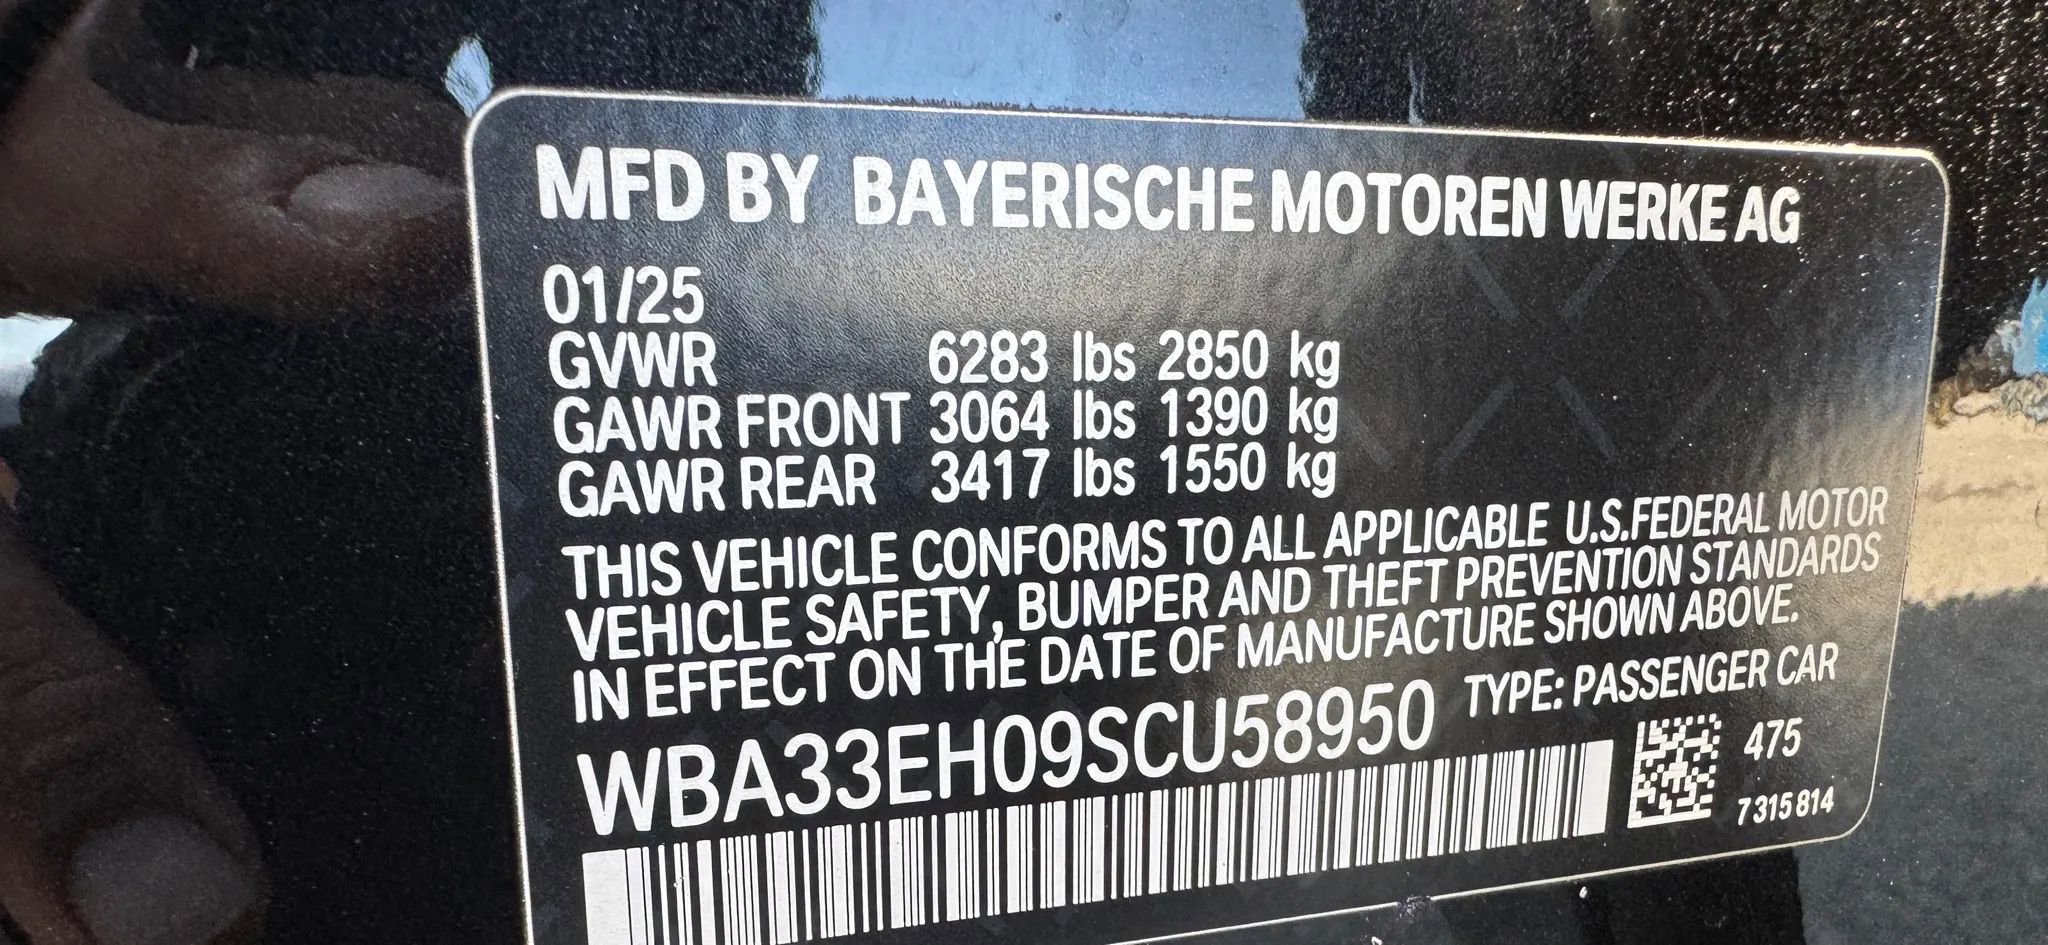 MFD BY BAYERISCHE MOTOREN WERKE AG
01/25
GVWR 6283 lbs 2850 kg
GAWR FRONT 3064 lbs 1390 kg
GAWR REAR 3417 lbs 1550 kg
THIS VEHICLE CONFORMS TO ALL APPLICABLE U.S.FEDERAL MOTOR
VEHICLE SAFETY, BUMPER AND THEFT PREVENTION STANDARDS
IN EFFECT ON THE DATE OF MANUFACTURE SHOWN ABOVE.
WBA33EH09SCU58950 TYPE: PASSENGER CAR
475
7315814